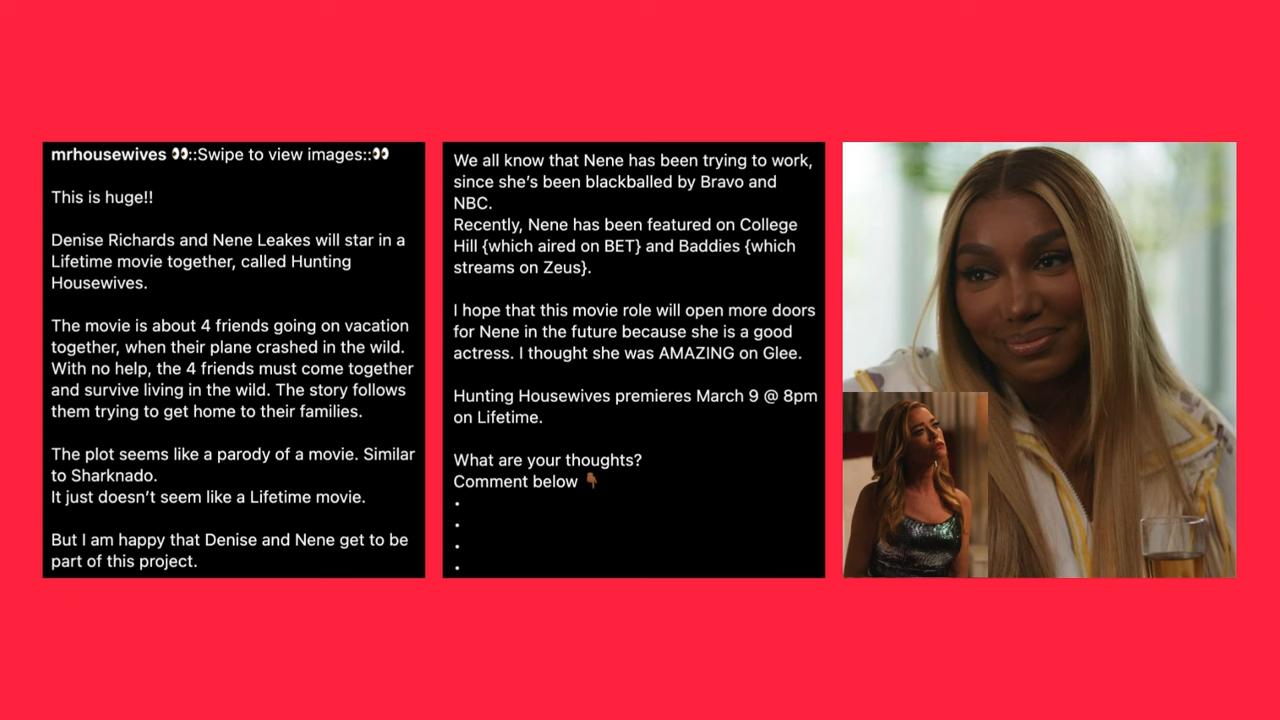 mrhousewives 👀::Swipe to view images::👀
This is huge!!
Denise Richards and Nene Leakes will star in a
Lifetime movie together, called Hunting
Housewives.
The movie is about 4 friends going on vacation
together, when their plane crashed in the wild.
With no help, the 4 friends must come together
and survive living in the wild. The story follows
them trying to get home to their families.
The plot seems like a parody of a movie. Similar
to Sharknado.
It just doesn’t seem like a Lifetime movie.
But I am happy that Denise and Nene get to be
part of this project.
We all know that Nene has been trying to work,
since she’s been blackballed by Bravo and
NBC.
Recently, Nene has been featured on College
Hill {which aired on BET} and Baddies {which
streams on Zeus}.
I hope that this movie role will open more doors
for Nene in the future because she is a good
actress. I thought she was AMAZING on Glee.
Hunting Housewives premieres March 9 @ 8pm
on Lifetime.
What are your thoughts?
Comment below 👇🏾
.
.
.
.